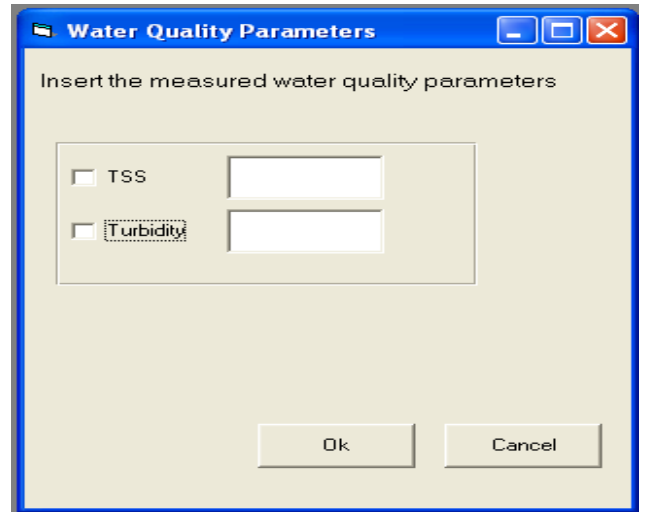 Water Quality Parameters
Insert the measured water quality parameters
TSS
Turbidity
Ok Cancel